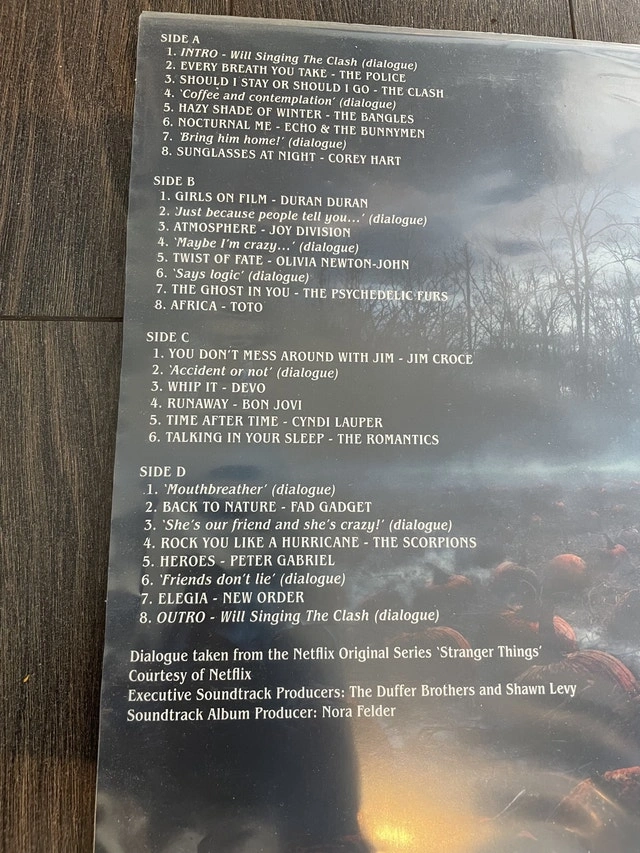 SIDE A
1. INTRO - Will Singing The Clash (dialogue)
2. EVERY BREATH YOU TAKE - THE POLICE
3. SHOULD I STAY OR SHOULD I GO - THE CLASH
4. 'Coffee and contemplation' (dialogue)
5. HAZY SHADE OF WINTER - THE BANGLES
6. NOCTURNAL ME - ECHO & THE BUNNYMEN
7. 'Bring him home!' (dialogue)
8. SUNGLASSES AT NIGHT - COREY HART
SIDE B
1. GIRLS ON FILM - DURAN DURAN
2. 'Just because people tell you...' (dialogue)
3. ATMOSPHERE - JOY DIVISION
4. 'Maybe I'm crazy...' (dialogue)
5. TWIST OF FATE - OLIVIA NEWTON-JOHN
6. 'Says logic' (dialogue)
7. THE GHOST IN YOU - THE PSYCHEDELIC FURS
8. AFRICA - TOTO
SIDE C
1. YOU DON'T MESS AROUND WITH JIM - JIM CROCE
2. 'Accident or not' (dialogue)
3. WHIP IT - DEVO
4. RUNAWAY - BON JOVI
5. TIME AFTER TIME - CYNDI LAUPER
6. TALKING IN YOUR SLEEP - THE ROMANTICS
SIDE D
1. 'Mouthbreather' (dialogue)
2. BACK TO NATURE - FAD GADGET
3. 'She's our friend and she's crazy!' (dialogue)
4. ROCK YOU LIKE A HURRICANE - THE SCORPIONS
5. HEROES - PETER GABRIEL
6. 'Friends don't lie' (dialogue)
7. ELEGIA - NEW ORDER
8. OUTRO - Will Singing The Clash (dialogue)
Dialogue taken from the Netflix Original Series 'Stranger Things'
Courtesy of Netflix
Executive Soundtrack Producers: The Duffer Brothers and Shawn Levy
Soundtrack Album Producer: Nora Felder